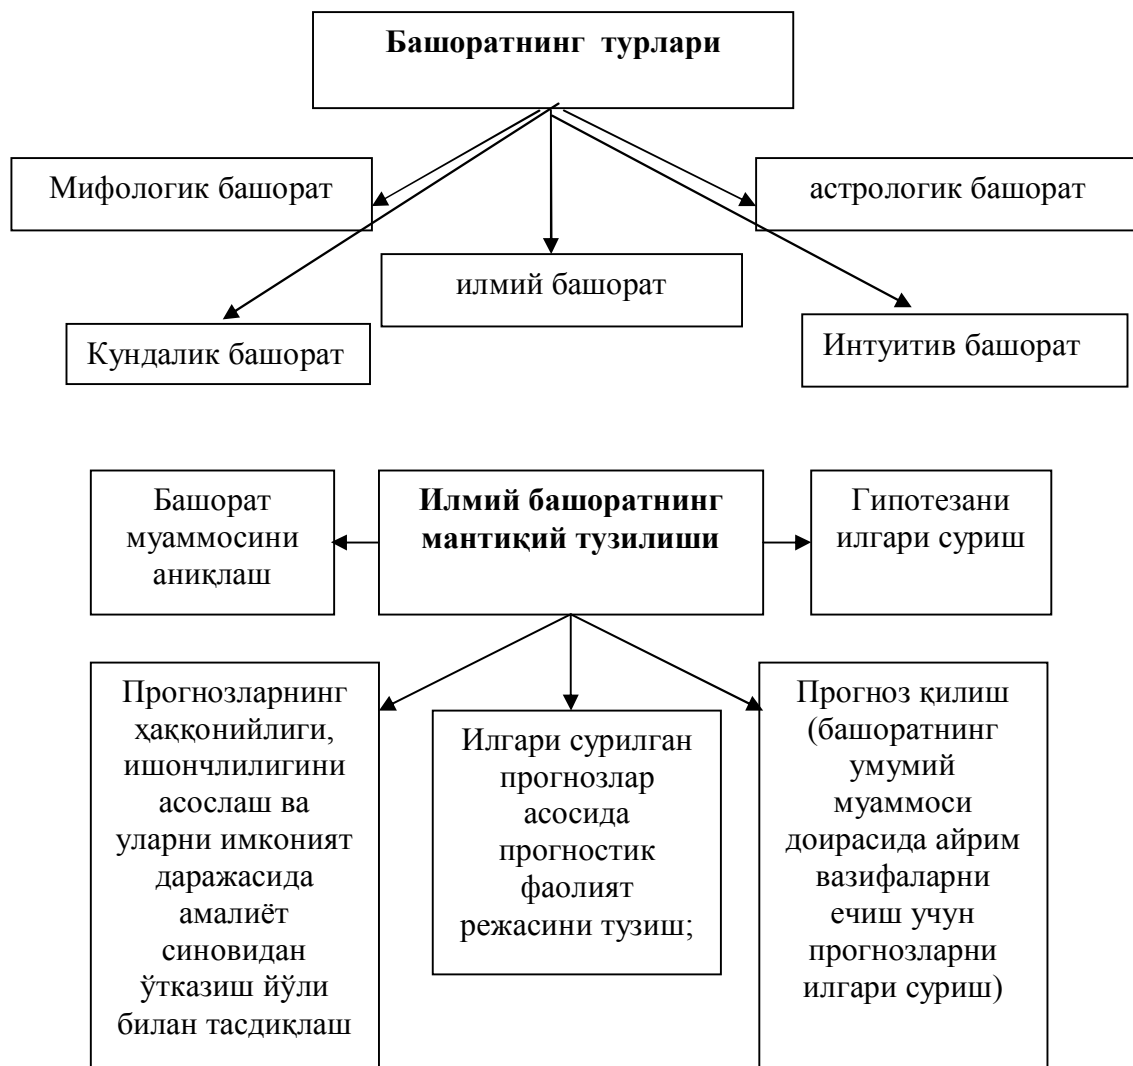 Башоратнинг турлари
Мифологик башорат
астрологик башорат
илмий башорат
Кундалик башорат
Интуитив башорат
Башорат
муаммосини
аниқлаш
Илмий башоратнинг
мантиқий тузилиши
Гипотезани
илгари суриш
Прогнозларнинг
ҳаққонийлиги,
ишончлилигини
асослаш ва
уларни имконият
даражасида
амалиёт
синовидан
ўтказиш йўли
билан тасдиқлаш
Илгари сурилган
прогнозлар
асосида
прогностик
фаолият
режасини тузиш;
Прогноз қилиш
(башоратнинг
умумий
муаммоси
доирасида айрим
вазифаларни
ечиш учун
прогнозларни
илгари суриш)